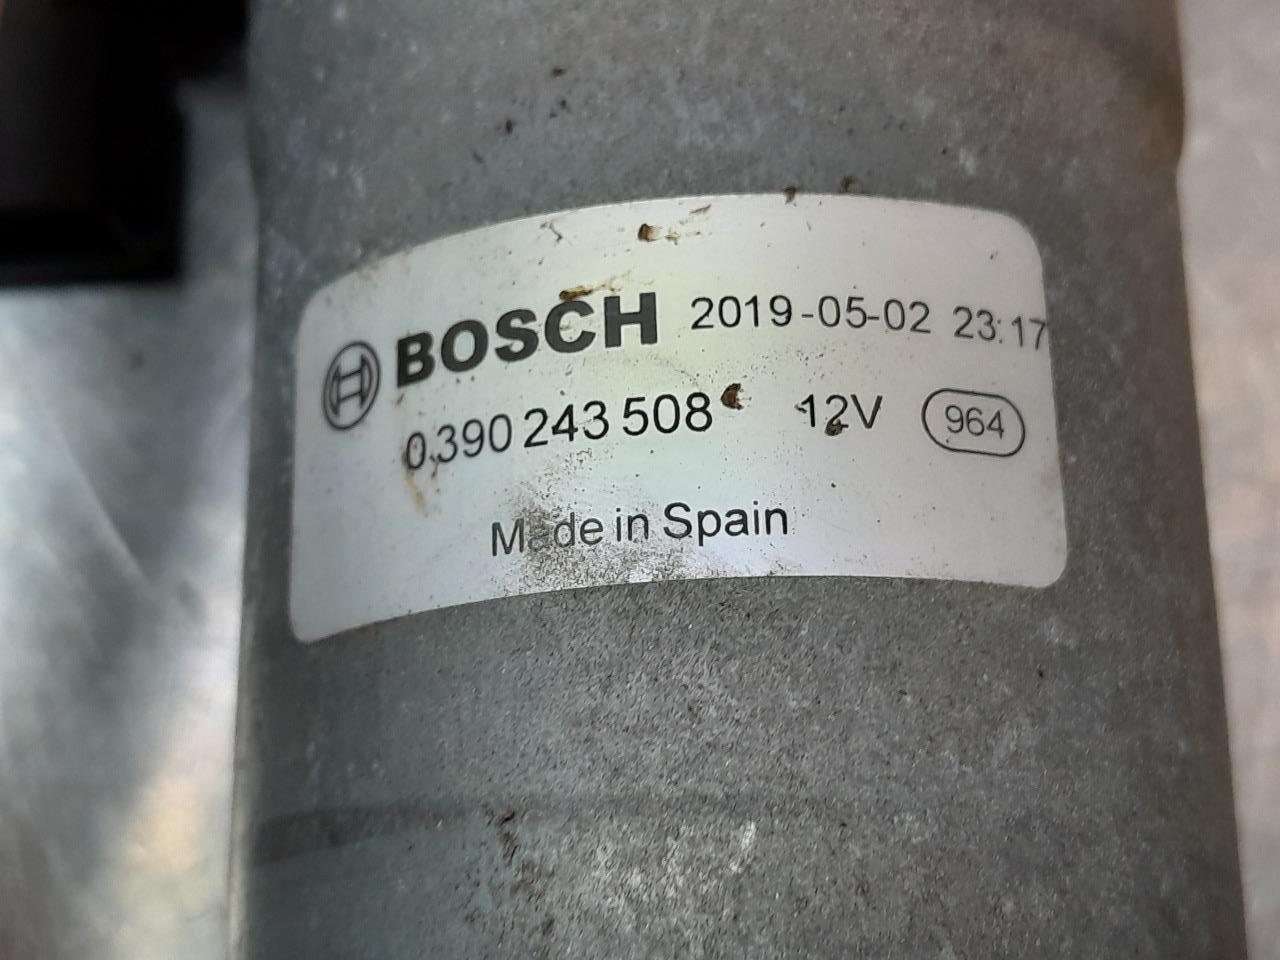 BOSCH 2019-05-02 23:17
0 390 243 508 12V 964
Made in Spain